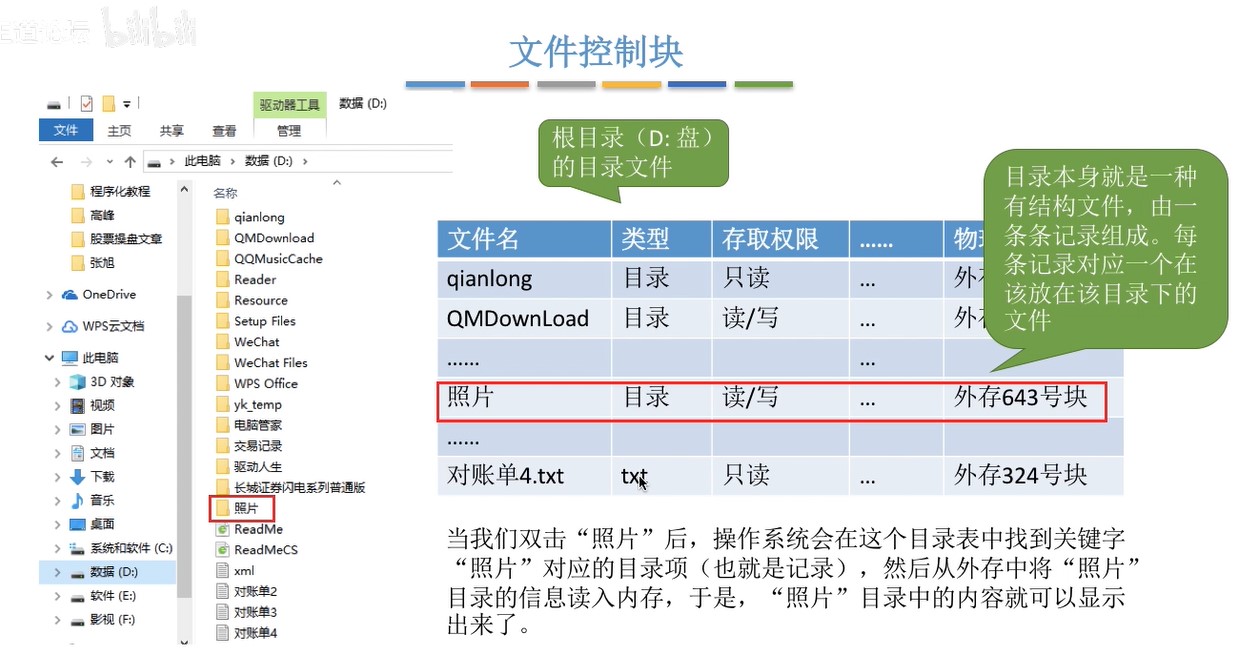 bilibili
文件控制块
驱动器工具
数据 (D:)
文件
主页
共享
查看
管理
此电脑 › 数据 (D:) ›
程序化教程
高峰
股票操盘文章
张旭
OneDrive
WPS云文档
此电脑
3D 对象
视频
图片
文档
下载
音乐
桌面
系统和软件 (C:)
数据 (D:)
软件 (E:)
影视 (F:)
名称
qianlong
QMDownload
QQMusicCache
Reader
Resource
Setup Files
WeChat
WeChat Files
WPS Office
yk_temp
电脑管家
交易记录
驱动人生
长城证券闪电系列普通版
照片
ReadMe
ReadMeCS
xml
对账单2
对账单3
对账单4
根目录（D: 盘）
的目录文件
目录本身就是一种
有结构文件，由一
条条记录组成。每
条记录对应一个在
该放在该目录下的
文件
文件名 类型 存取权限 …… 物
qianlong 目录 只读 ... 外
QMDownLoad 目录 读/写 ... 外
…… ...
照片 目录 读/写 ... 外存643号块
……
对账单4.txt txt 只读 ... 外存324号块
当我们双击“照片”后，操作系统会在这个目录表中找到关键字
“照片”对应的目录项（也就是记录），然后从外存中将“照片”
目录的信息读入内存，于是，“照片”目录中的内容就可以显示
出来了。